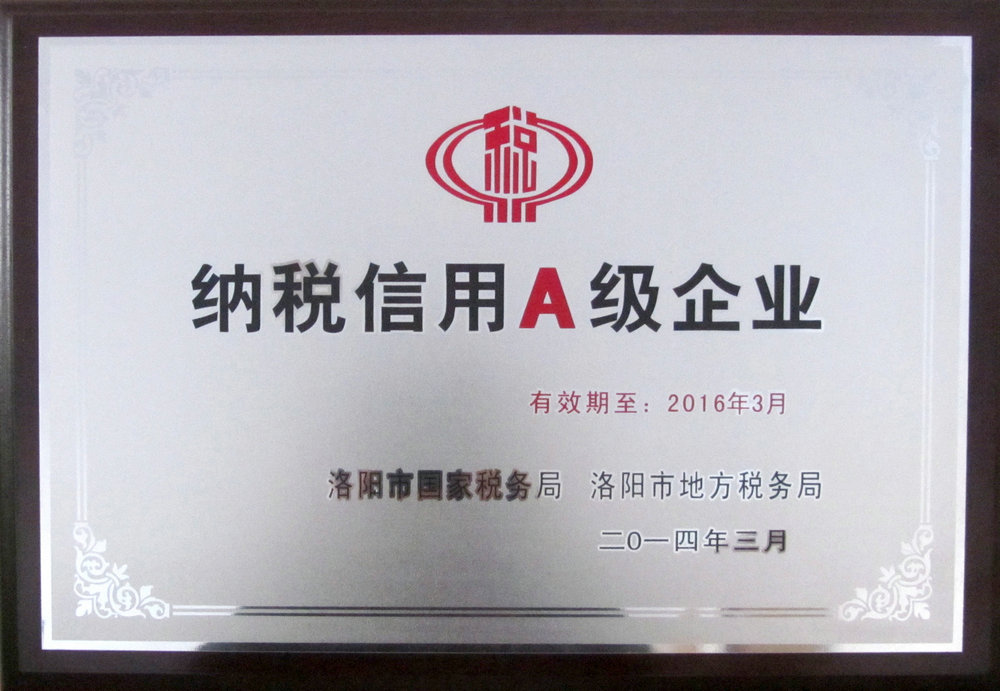 税
纳税信用A级企业
有效期至：2016年3月
洛阳市国家税务局 洛阳市地方税务局
二O一四年三月